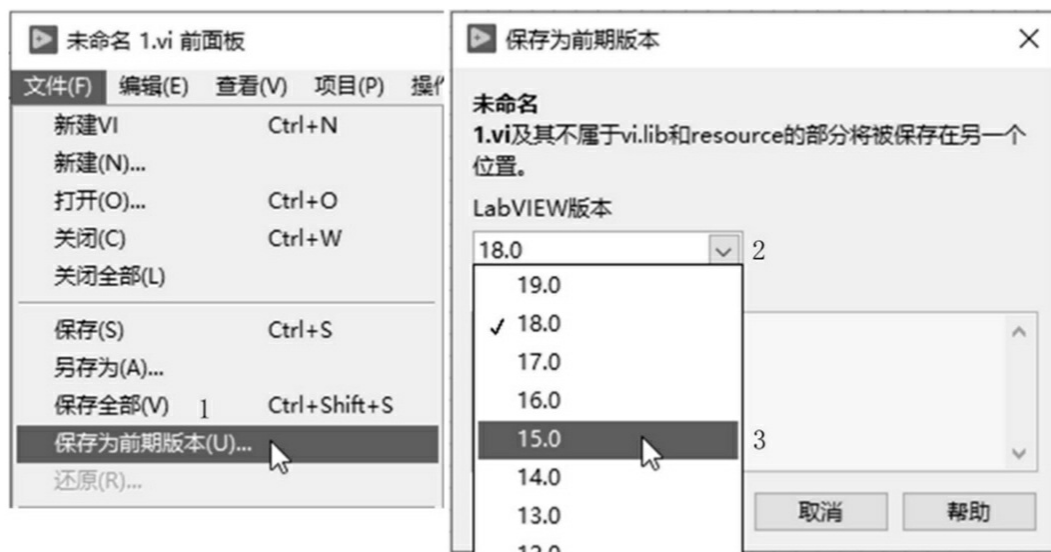 未命名 1.vi 前面板
文件(F) 编辑(E) 查看(V) 项目(P) 操作
新建VI Ctrl+N
新建(N)...
打开(O)... Ctrl+O
关闭(C) Ctrl+W
关闭全部(L)
保存(S) Ctrl+S
另存为(A)...
保存全部(V) 1 Ctrl+Shift+S
保存为前期版本(U)...
还原(R)...
保存为前期版本
未命名
1.vi及其不属于vi.lib和resource的部分将被保存在另一个
位置。
LabVIEW版本
18.0 2
19.0
✓ 18.0
17.0
16.0
15.0 3
14.0
13.0
12.0
取消 帮助